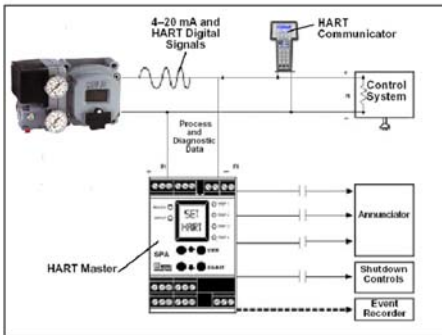 4–20 mA and
HART Digital
Signals
HART
Communicator
Control
System
Process
and
Diagnostic
Data
SET
HART
SPA
HART Master
Annunciator
Shutdown
Controls
Event
Recorder